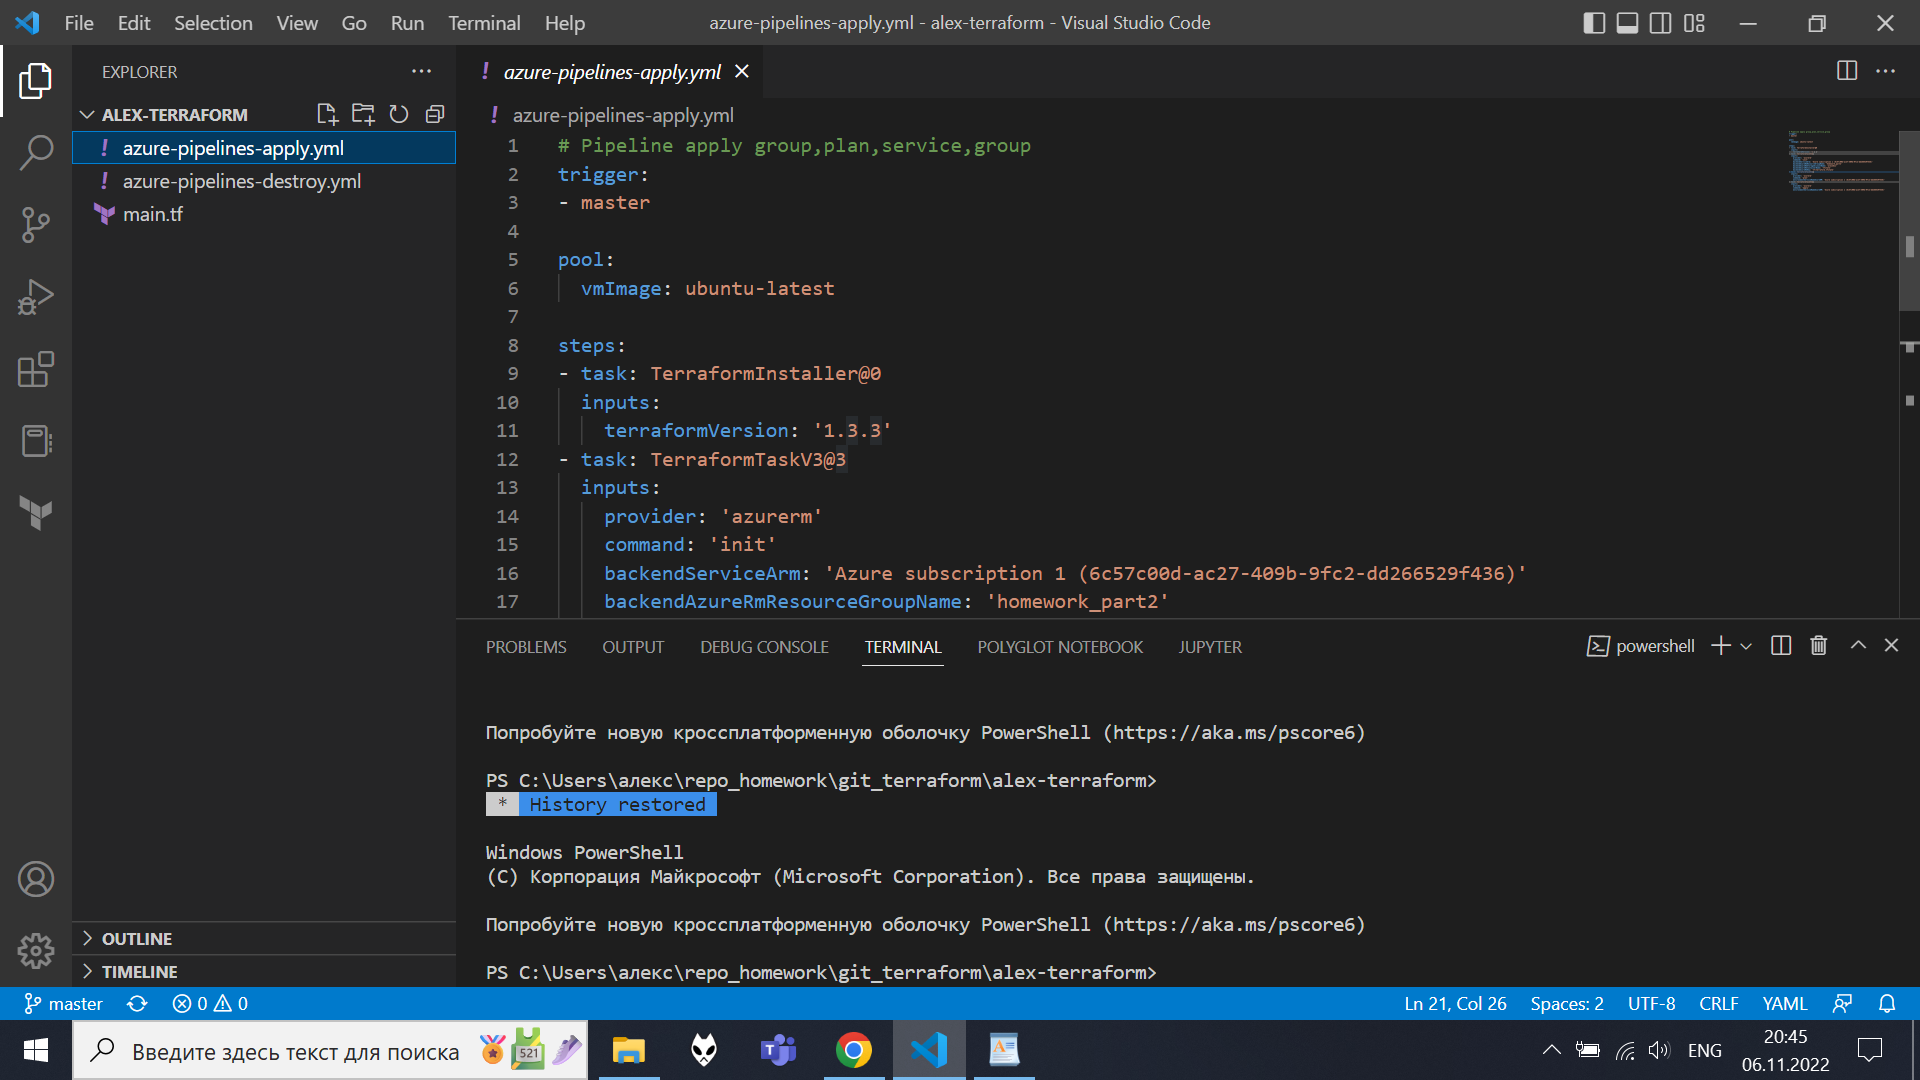 File Edit Selection View Go Run Terminal Help
azure-pipelines-apply.yml - alex-terraform - Visual Studio Code
EXPLORER
ALEX-TERRAFORM
! azure-pipelines-apply.yml
! azure-pipelines-destroy.yml
main.tf
OUTLINE
TIMELINE
! azure-pipelines-apply.yml
! azure-pipelines-apply.yml
1 # Pipeline apply group,plan,service,group
2 trigger:
3 - master
4
5 pool:
6 vmImage: ubuntu-latest
7
8 steps:
9 - task: TerraformInstaller@0
10 inputs:
11 terraformVersion: '1.3.3'
12 - task: TerraformTaskV3@3
13 inputs:
14 provider: 'azurerm'
15 command: 'init'
16 backendServiceArm: 'Azure subscription 1 (6c57c00d-ac27-409b-9fc2-dd266529f436)'
17 backendAzureRmResourceGroupName: 'homework_part2'
PROBLEMS OUTPUT DEBUG CONSOLE TERMINAL POLYGLOT NOTEBOOK JUPYTER
powershell
Попробуйте новую кроссплатформенную оболочку PowerShell (https://aka.ms/pscore6)
PS C:\Users\алекс\repo_homework\git_terraform\alex-terraform>
* History restored
Windows PowerShell
(C) Корпорация Майкрософт (Microsoft Corporation). Все права защищены.
Попробуйте новую кроссплатформенную оболочку PowerShell (https://aka.ms/pscore6)
PS C:\Users\алекс\repo_homework\git_terraform\alex-terraform>
master 0 0
Ln 21, Col 26 Spaces: 2 UTF-8 CRLF YAML
Введите здесь текст для поиска
521
ENG
20:45
06.11.2022